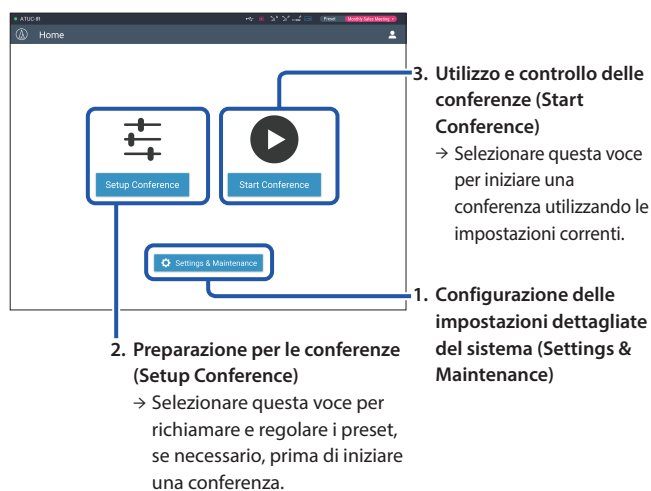 ATUC-IR
Preset
Monthly Sales Meeting
Home
Setup Conference
Start Conference
Settings & Maintenance
3. Utilizzo e controllo delle
conferenze (Start
Conference)
→ Selezionare questa voce
per iniziare una
conferenza utilizzando le
impostazioni correnti.
1. Configurazione delle
impostazioni dettagliate
del sistema (Settings &
Maintenance)
2. Preparazione per le conferenze
(Setup Conference)
→ Selezionare questa voce per
richiamare e regolare i preset,
se necessario, prima di iniziare
una conferenza.